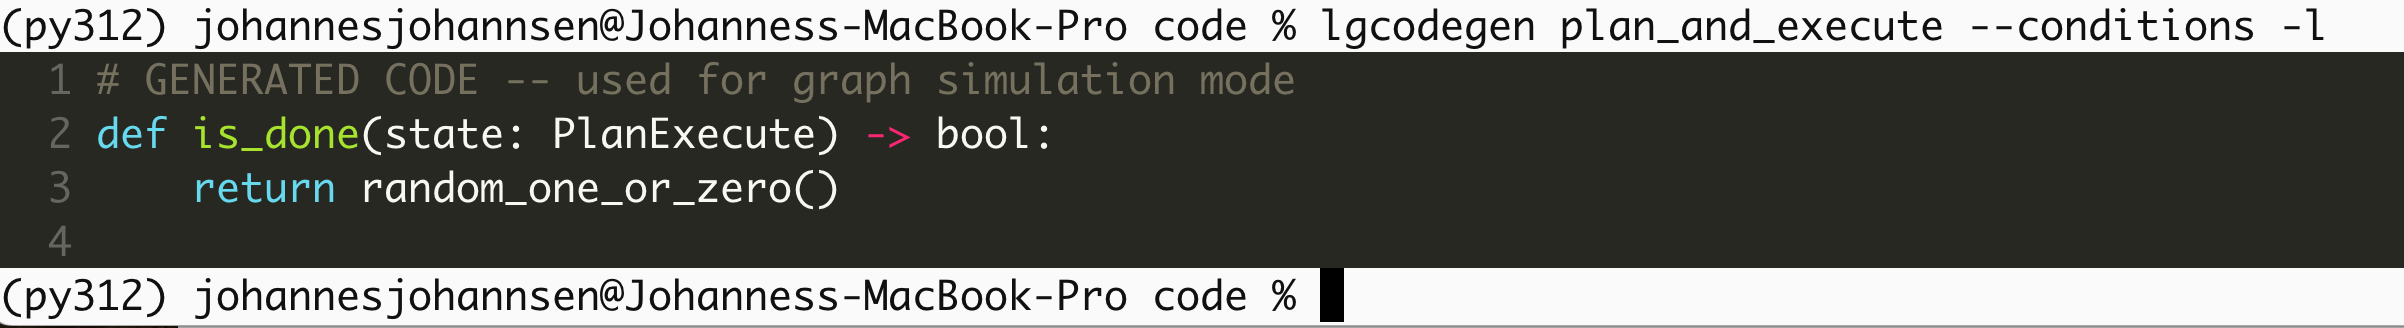 (py312) johannesjohannsen@Johanness-MacBook-Pro code % lgcodegen plan_and_execute --conditions -l
1 # GENERATED CODE -- used for graph simulation mode
2 def is_done(state: PlanExecute) -> bool:
3     return random_one_or_zero()
4
(py312) johannesjohannsen@Johanness-MacBook-Pro code %